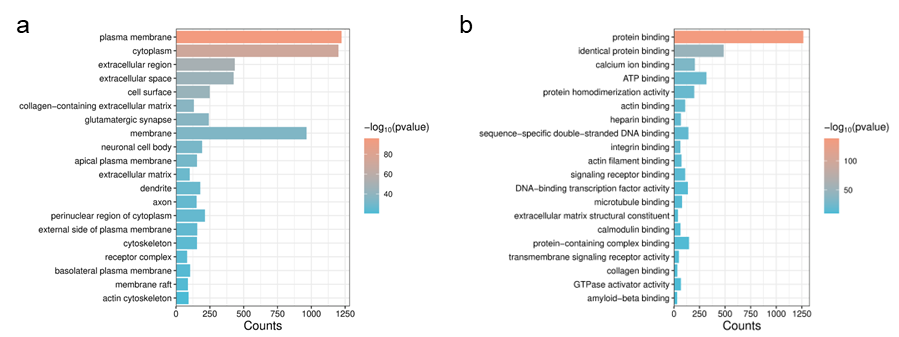 a
plasma membrane
cytoplasm
extracellular region
extracellular space
cell surface
collagen−containing extracellular matrix
glutamatergic synapse
membrane
neuronal cell body
apical plasma membrane
extracellular matrix
dendrite
axon
perinuclear region of cytoplasm
external side of plasma membrane
cytoskeleton
receptor complex
basolateral plasma membrane
membrane raft
actin cytoskeleton
0 250 500 750 1000 1250
Counts
−log₁₀(pvalue)
80
60
40
b
protein binding
identical protein binding
calcium ion binding
ATP binding
protein homodimerization activity
actin binding
heparin binding
sequence−specific double−stranded DNA binding
integrin binding
actin filament binding
signaling receptor binding
DNA−binding transcription factor activity
microtubule binding
extracellular matrix structural constituent
calmodulin binding
protein−containing complex binding
transmembrane signaling receptor activity
collagen binding
GTPase activator activity
amyloid−beta binding
0 250 500 750 1000 1250
Counts
−log₁₀(pvalue)
100
50